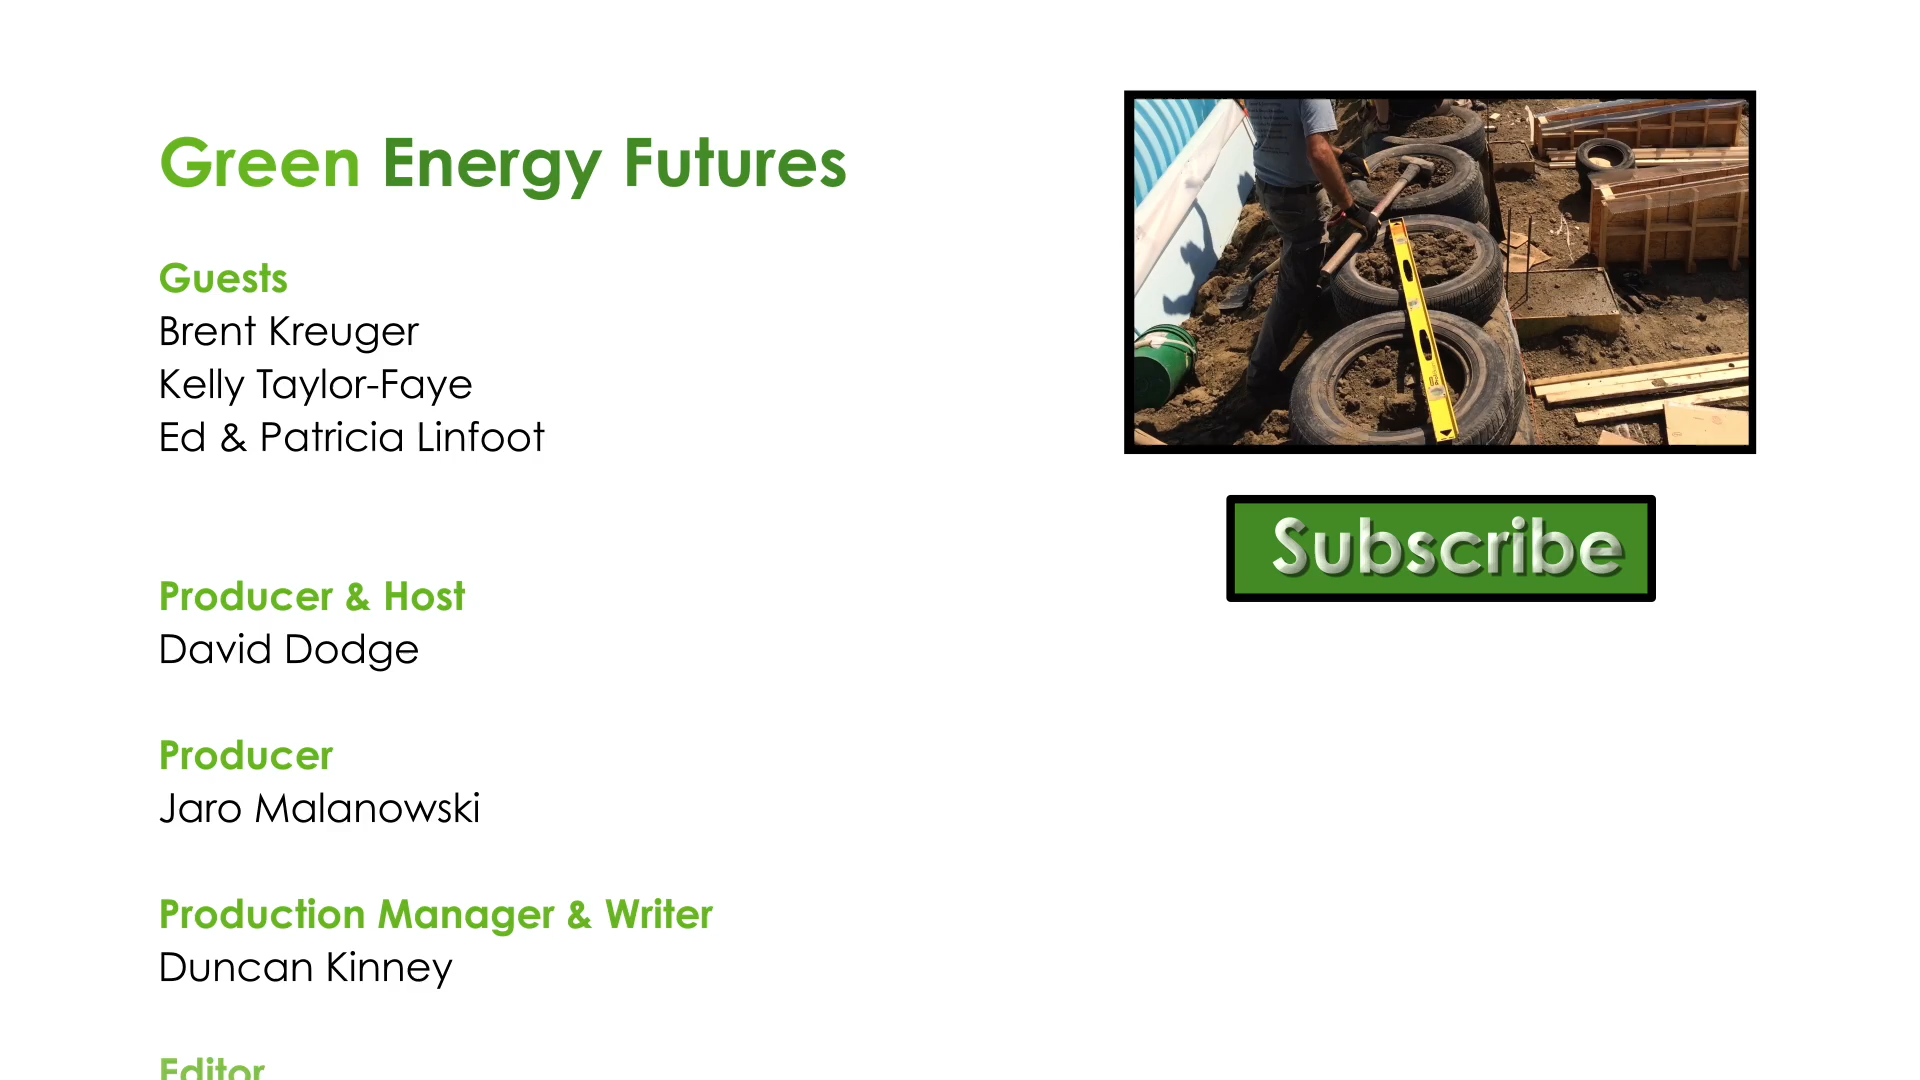 Green Energy Futures
Guests
Brent Kreuger
Kelly Taylor-Faye
Ed & Patricia Linfoot
Producer & Host
David Dodge
Producer
Jaro Malanowski
Production Manager & Writer
Duncan Kinney
Editor
Subscribe